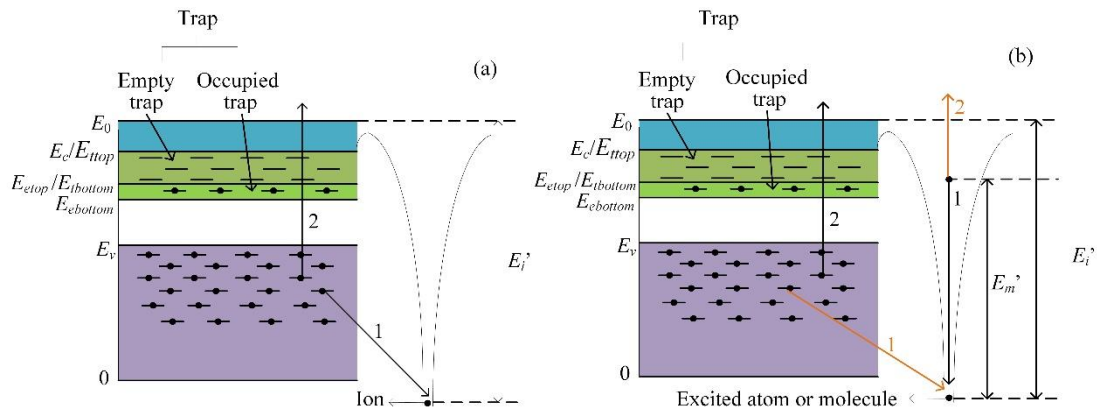 Trap
(a)
Empty
trap
Occupied
trap
E0
Ec/Ettop
Eetop/Etbottom
Eebottom
Ev
0
2
1
Ei’
Ion
Trap
(b)
Empty
trap
Occupied
trap
E0
Ec/Ettop
Eetop/Etbottom
Eebottom
Ev
0
2
1
2
1
Em’
Ei’
Excited atom or molecule